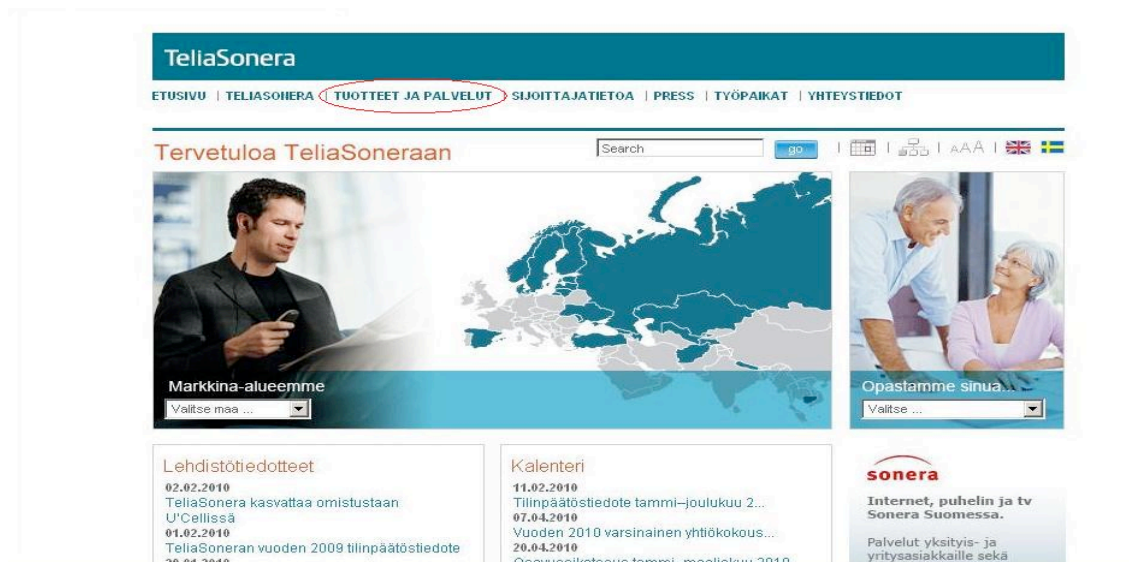 TeliaSonera
ETUSIVU | TELIASONERA | TUOTTEET JA PALVELUT | SIJOITTAJATIETOA | PRESS | TYÖPAIKAT | YHTEYSTIEDOT
Tervetuloa TeliaSoneraan
Search
go
AAA
Markkina-alueemme
Valitse maa ...
Opastamme sinua...
Valitse ...
Lehdistötiedotteet
02.02.2010
TeliaSonera kasvattaa omistustaan
U'Cellissä
01.02.2010
TeliaSoneran vuoden 2009 tilinpäätöstiedote
Kalenteri
11.02.2010
Tilinpäätöstiedote tammi–joulukuu 2...
07.04.2010
Vuoden 2010 varsinainen yhtiökokous...
20.04.2010
sonera
Internet, puhelin ja tv
Sonera Suomessa.
Palvelut yksityis- ja
yritysasiakkaille sekä